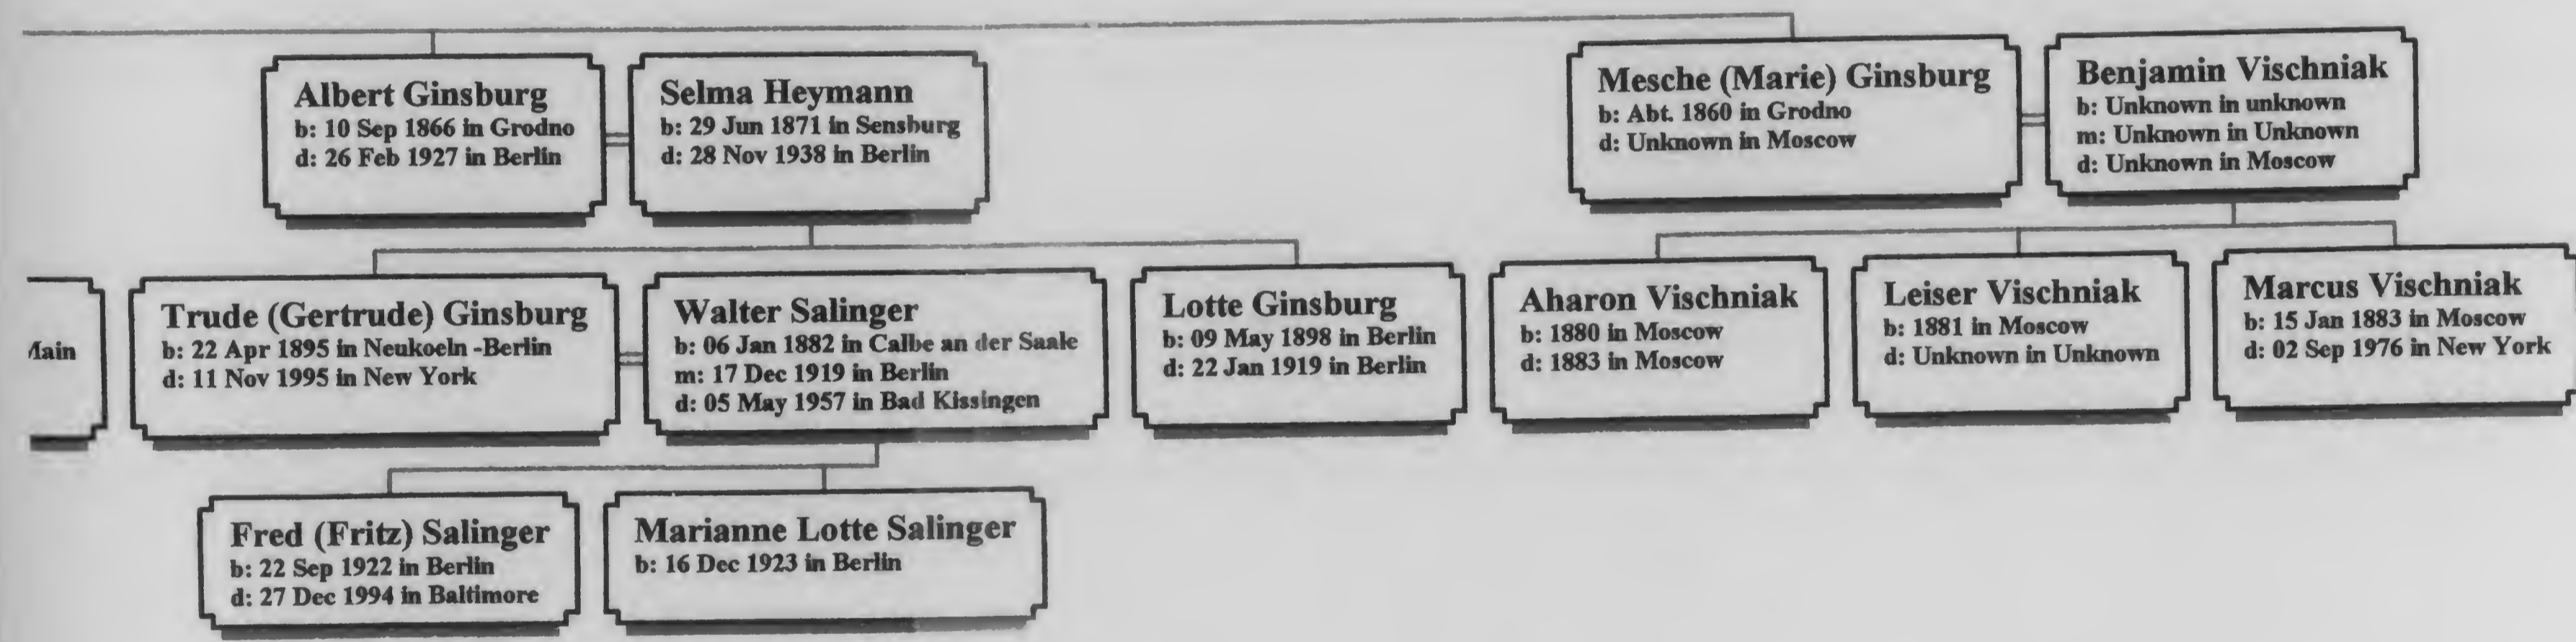 Albert Ginsburg
b: 10 Sep 1866 in Grodno
d: 26 Feb 1927 in Berlin
Selma Heymann
b: 29 Jun 1871 in Sensburg
d: 28 Nov 1938 in Berlin
Mesche (Marie) Ginsburg
b: Abt. 1860 in Grodno
d: Unknown in Moscow
Benjamin Vischniak
b: Unknown in unknown
m: Unknown in Unknown
d: Unknown in Moscow
Trude (Gertrude) Ginsburg
b: 22 Apr 1895 in Neukoeln -Berlin
d: 11 Nov 1995 in New York
Walter Salinger
b: 06 Jan 1882 in Calbe an der Saale
m: 17 Dec 1919 in Berlin
d: 05 May 1957 in Bad Kissingen
Lotte Ginsburg
b: 09 May 1898 in Berlin
d: 22 Jan 1919 in Berlin
Aharon Vischniak
b: 1880 in Moscow
d: 1883 in Moscow
Leiser Vischniak
b: 1881 in Moscow
d: Unknown in Unknown
Marcus Vischniak
b: 15 Jan 1883 in Moscow
d: 02 Sep 1976 in New York
Fred (Fritz) Salinger
b: 22 Sep 1922 in Berlin
d: 27 Dec 1994 in Baltimore
Marianne Lotte Salinger
b: 16 Dec 1923 in Berlin